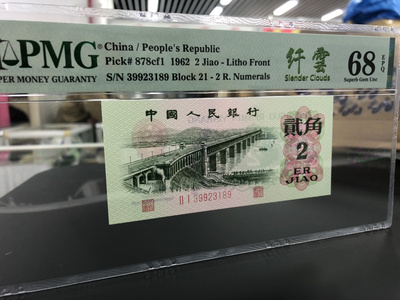 PMG
PER MONEY GUARANTY
China / People's Republic
Pick# 878cf1 1962 2 Jiao - Litho Front
S/N 39923189 Block 21 - 2 R. Numerals
纤雲
Slender Clouds
68
EPQ
Superb Gem Unc
中國人民銀行
貳角
2
ER
JIAO
39923189